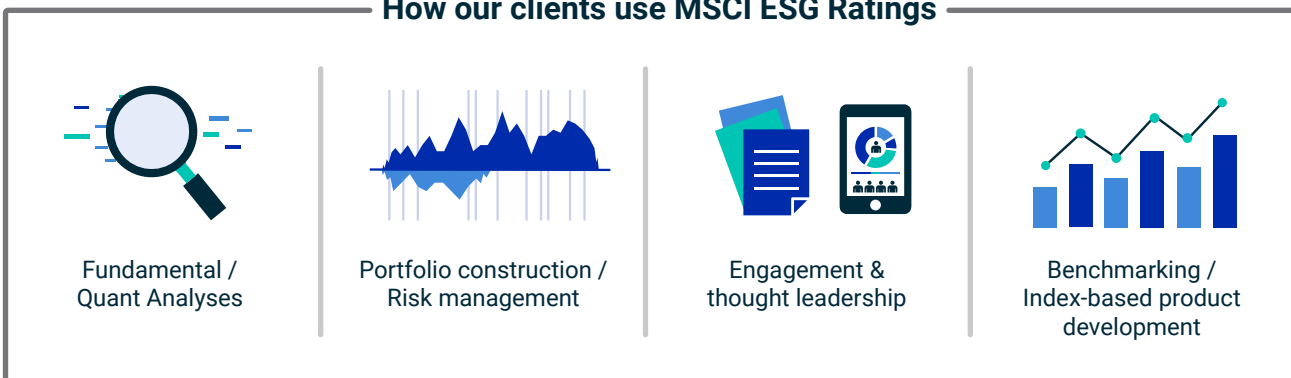 How our clients use MSCI ESG Ratings
Fundamental /
Quant Analyses
Portfolio construction /
Risk management
Engagement &
thought leadership
Benchmarking /
Index-based product
development